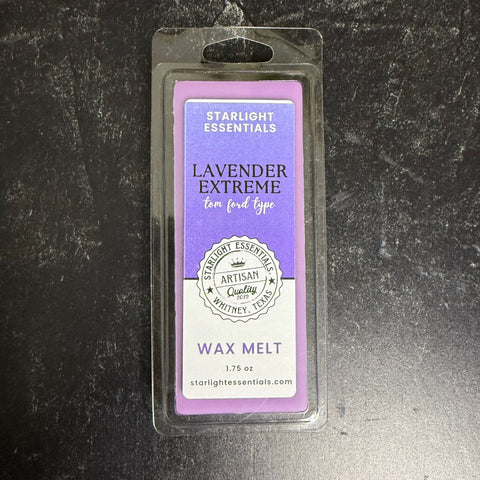 STARLIGHT
ESSENTIALS
LAVENDER
EXTREME
tom ford type
STARLIGHT ESSENTIALS
ARTISAN
Quality
2019
WHITNEY, TEXAS
WAX MELT
1.75 oz
starlightessentials.com